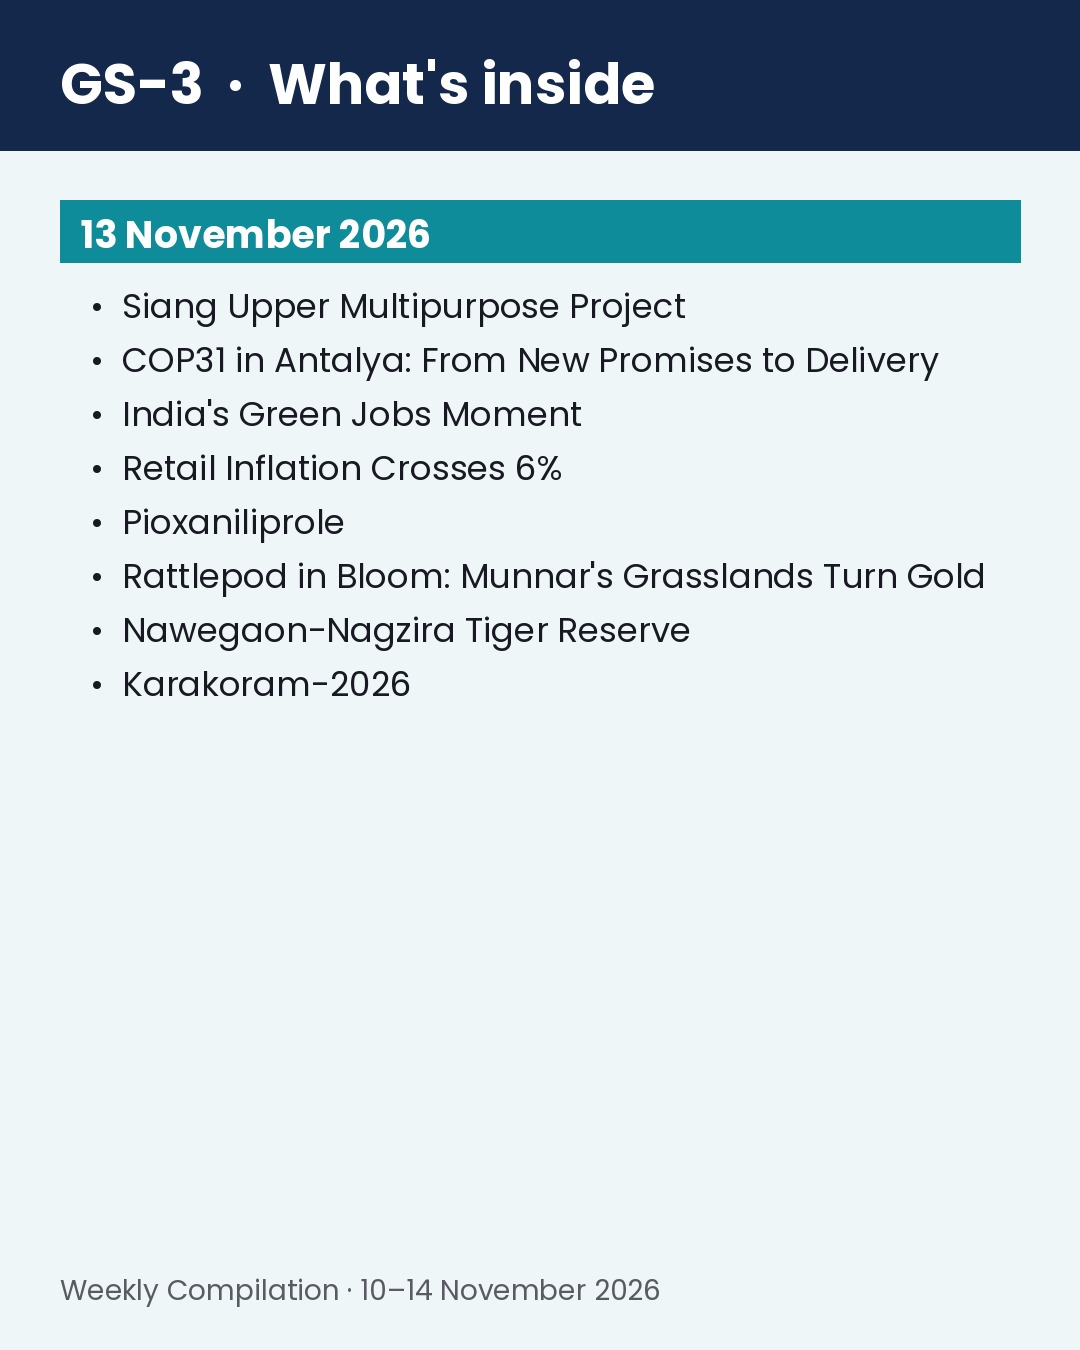 GS-3 · What's inside
13 November 2026
• Siang Upper Multipurpose Project
• COP31 in Antalya: From New Promises to Delivery
• India's Green Jobs Moment
• Retail Inflation Crosses 6%
• Pioxaniliprole
• Rattlepod in Bloom: Munnar's Grasslands Turn Gold
• Nawegaon-Nagzira Tiger Reserve
• Karakoram-2026
Weekly Compilation · 10–14 November 2026